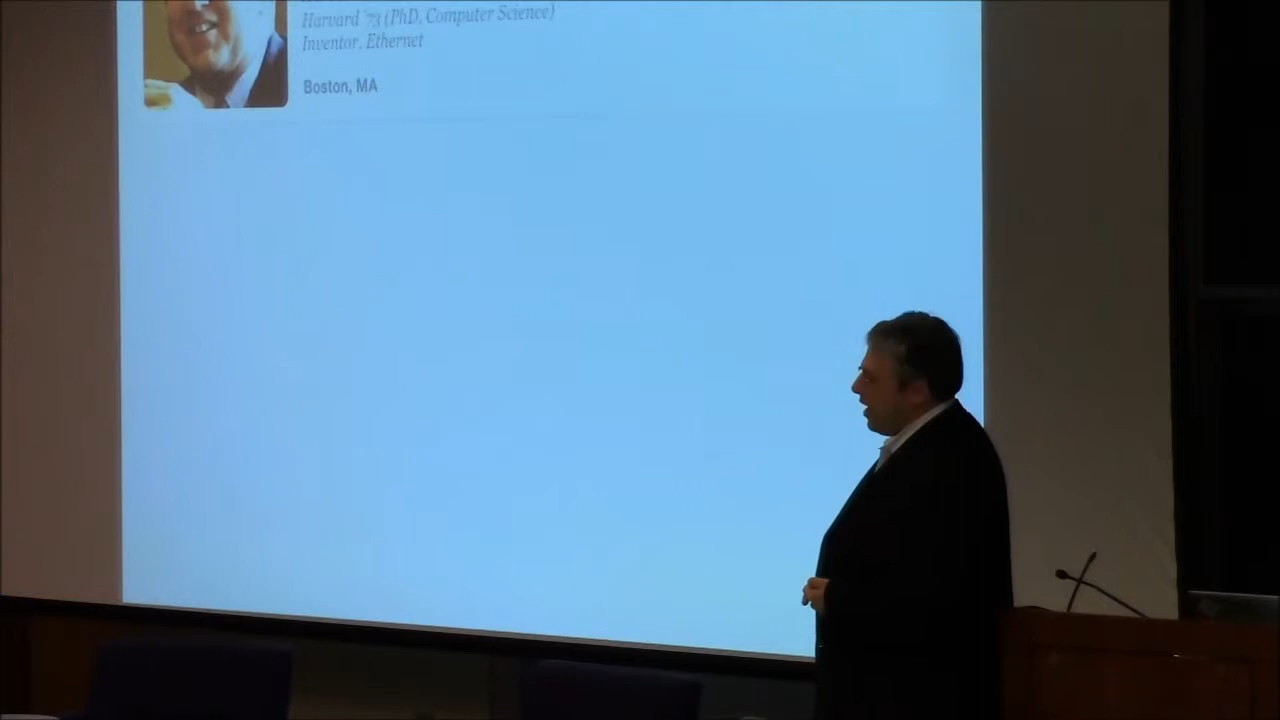 Harvard '73 (PhD, Computer Science)
Inventor, Ethernet
Boston, MA